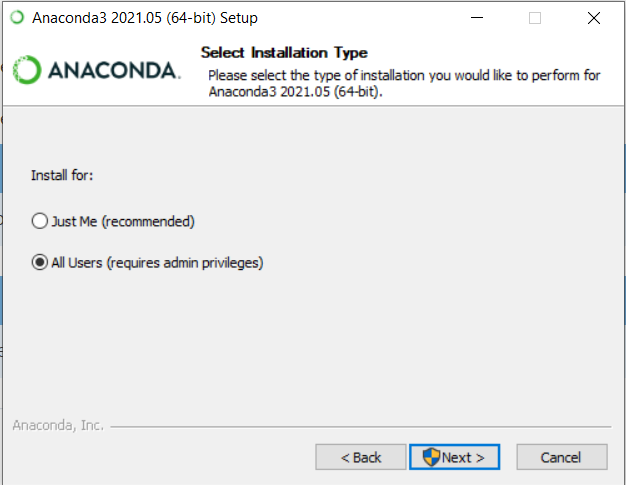 Anaconda3 2021.05 (64-bit) Setup
ANACONDA.
Select Installation Type
Please select the type of installation you would like to perform for
Anaconda3 2021.05 (64-bit).
Install for:
Just Me (recommended)
All Users (requires admin privileges)
Anaconda, Inc.
< Back
Next >
Cancel